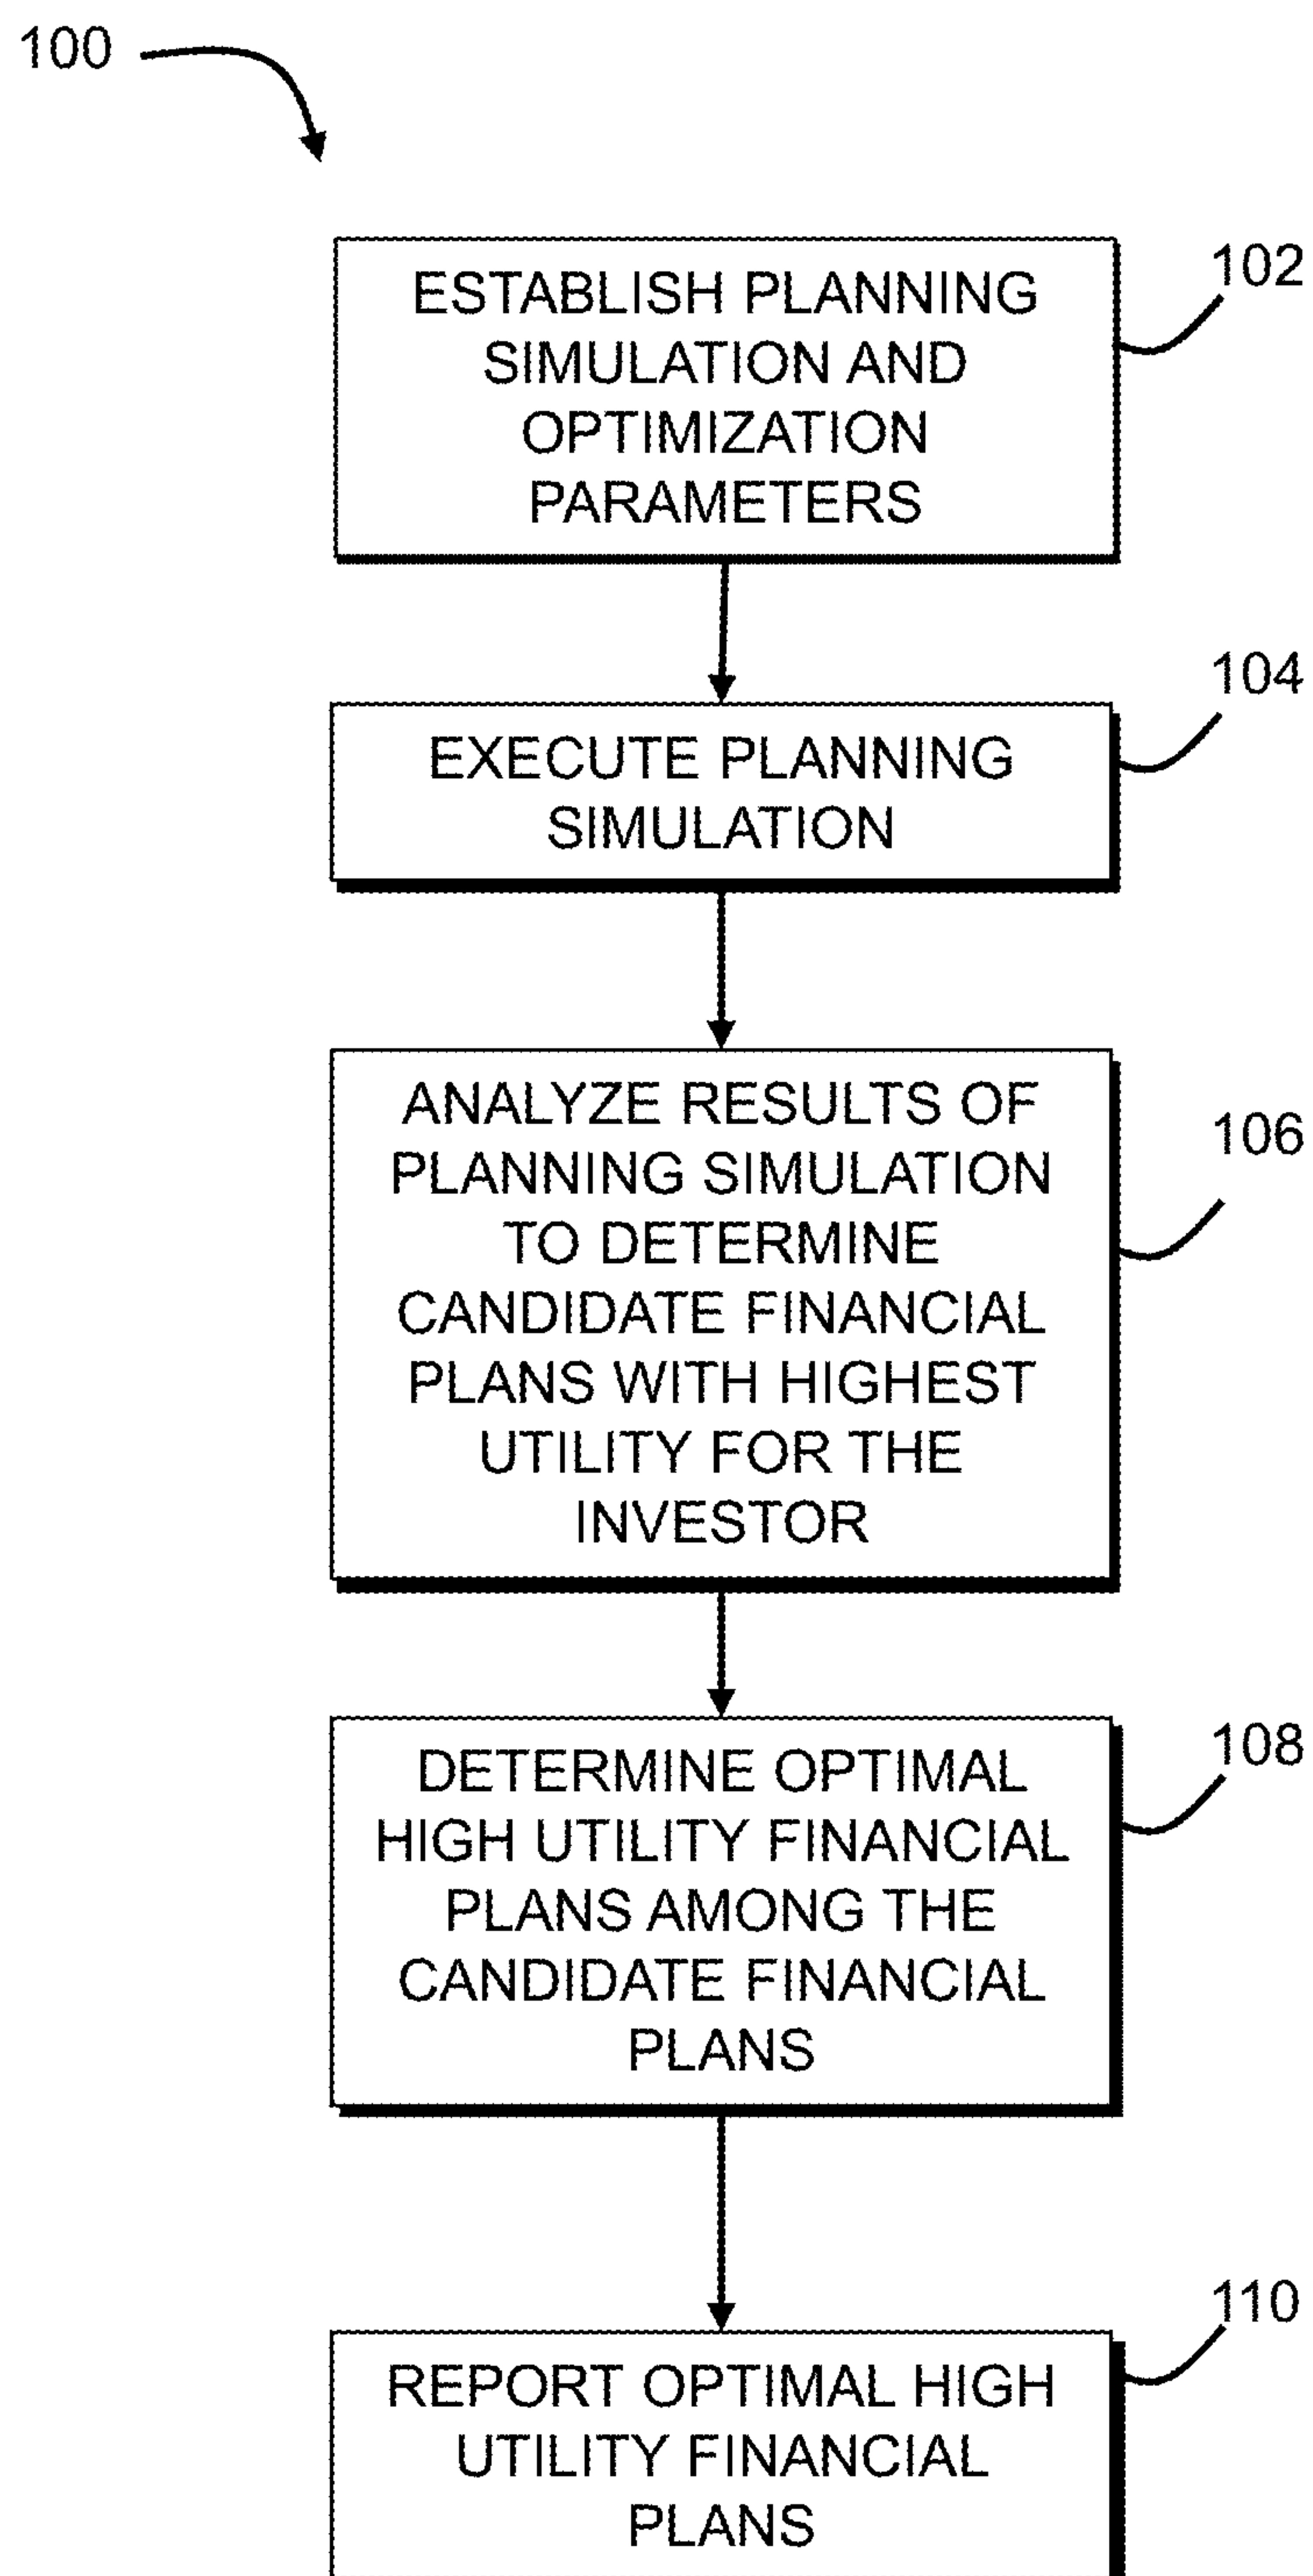 100
102
ESTABLISH PLANNING
SIMULATION AND
OPTIMIZATION
PARAMETERS
104
EXECUTE PLANNING
SIMULATION
106
ANALYZE RESULTS OF
PLANNING SIMULATION
TO DETERMINE
CANDIDATE FINANCIAL
PLANS WITH HIGHEST
UTILITY FOR THE
INVESTOR
108
DETERMINE OPTIMAL
HIGH UTILITY FINANCIAL
PLANS AMONG THE
CANDIDATE FINANCIAL
PLANS
110
REPORT OPTIMAL HIGH
UTILITY FINANCIAL
PLANS